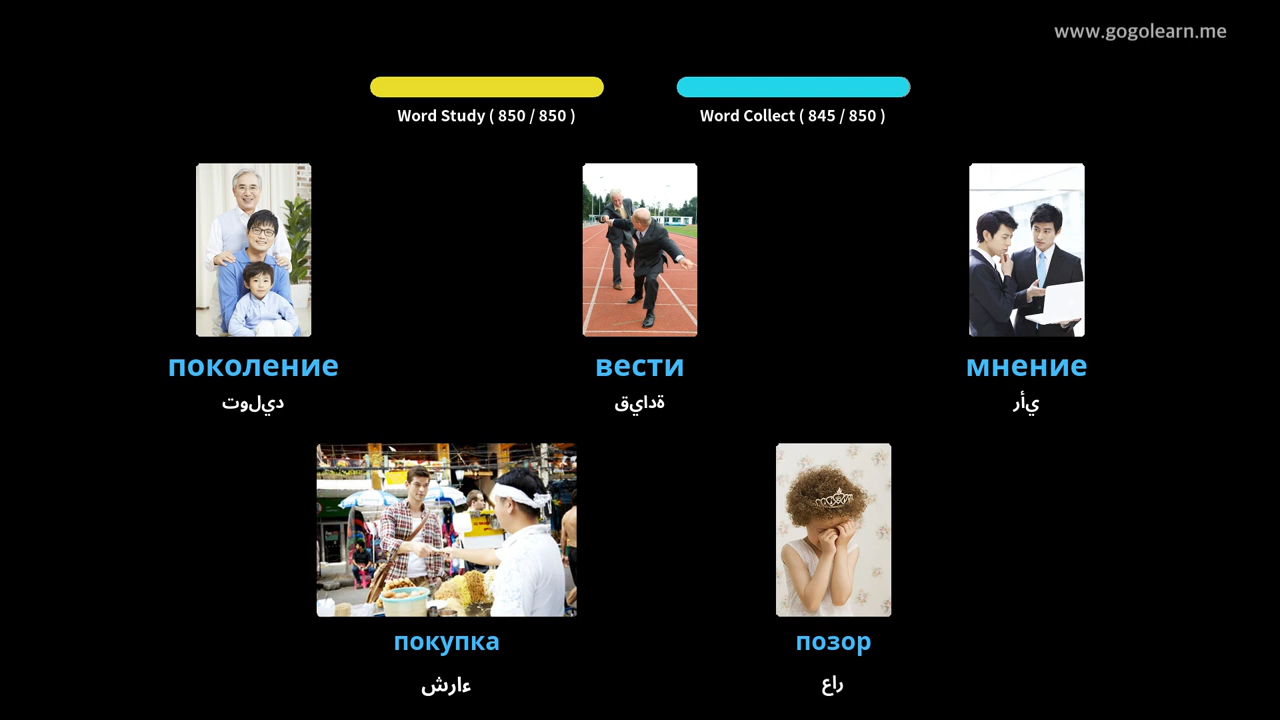 www.gogolearn.me
Word Study ( 850 / 850 )
Word Collect ( 845 / 850 )
поколение
ديلوت
вести
ةدايق
мнение
يأر
покупка
ءارش
позор
راع